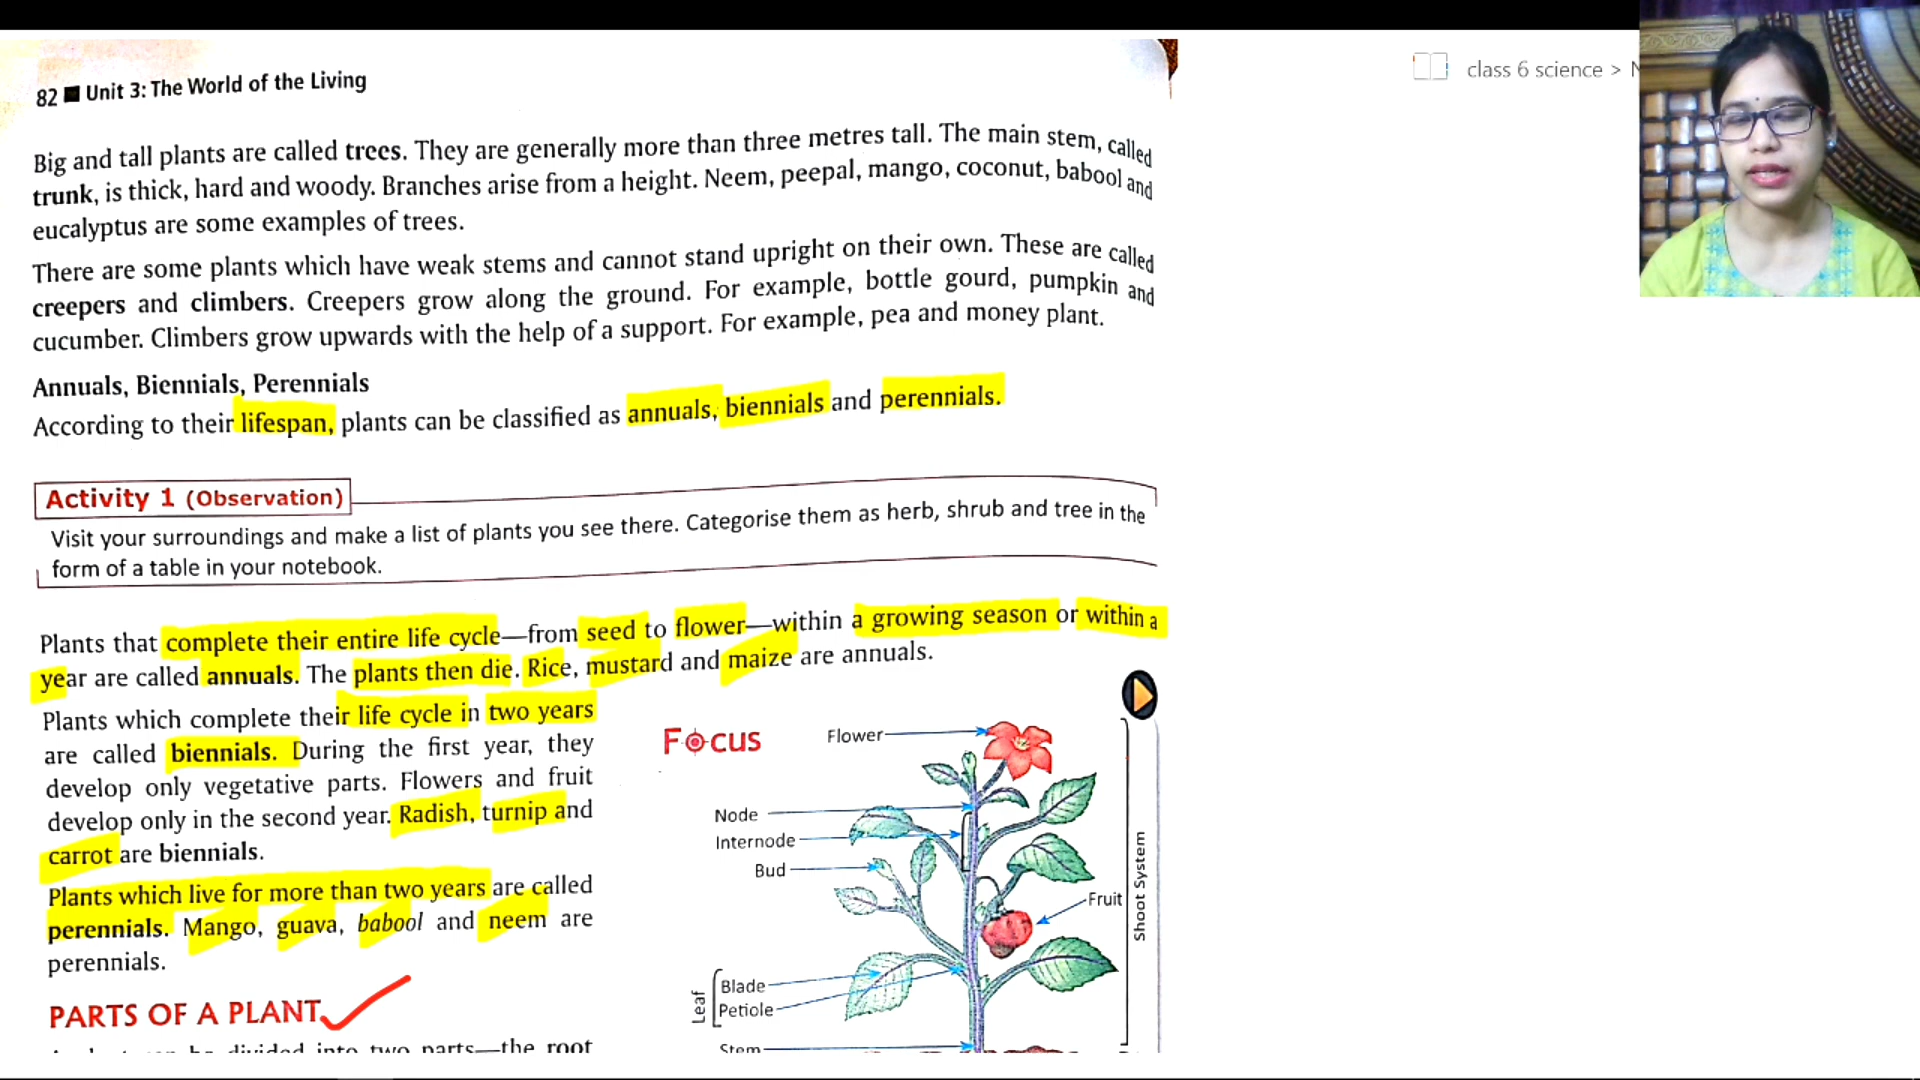 82 ■ Unit 3: The World of the Living
class 6 science >
Big and tall plants are called trees. They are generally more than three metres tall. The main stem, called
trunk, is thick, hard and woody. Branches arise from a height. Neem, peepal, mango, coconut, babool and
eucalyptus are some examples of trees.
There are some plants which have weak stems and cannot stand upright on their own. These are called
creepers and climbers. Creepers grow along the ground. For example, bottle gourd, pumpkin and
cucumber. Climbers grow upwards with the help of a support. For example, pea and money plant.
Annuals, Biennials, Perennials
According to their lifespan, plants can be classified as annuals, biennials and perennials.
Activity 1 (Observation)
Visit your surroundings and make a list of plants you see there. Categorise them as herb, shrub and tree in the
form of a table in your notebook.
Plants that complete their entire life cycle—from seed to flower—within a growing season or within a
year are called annuals. The plants then die. Rice, mustard and maize are annuals.
Plants which complete their life cycle in two years
are called biennials. During the first year, they
develop only vegetative parts. Flowers and fruit
develop only in the second year. Radish, turnip and
carrot are biennials.
Plants which live for more than two years are called
perennials. Mango, guava, babool and neem are
perennials.
PARTS OF A PLANT
divided into two parts—the root
Focus
Flower
Node
Internode
Bud
Fruit
Shoot System
Leaf
Blade
Petiole
Stem